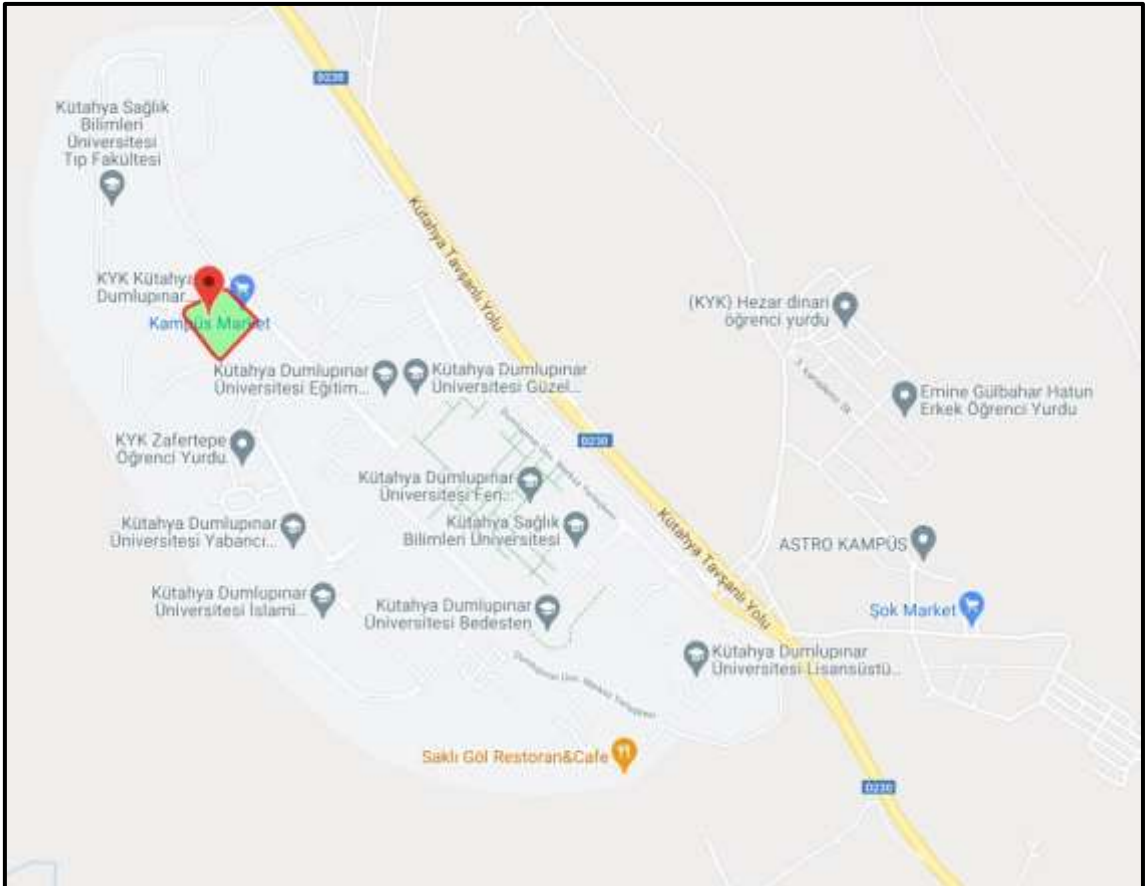 D230
Kütahya Sağlık
Bilimleri
Üniversitesi
Tıp Fakültesi
Kütahya Tavşanlı Yolu
KYK Kütahya
Dumlupınar...
Kampüs Market
(KYK) Hezar dinari
öğrenci yurdu
Kütahya Dumlupınar
Üniversitesi Eğitim...
Kütahya Dumlupınar
Üniversitesi Güzel...
Emine Gülbahar Hatun
Erkek Öğrenci Yurdu
KYK Zafertepe
Öğrenci Yurdu
D230
Kütahya Dumlupınar
Üniversitesi Fen...
Kütahya Sağlık
Bilimleri Üniversitesi
Kütahya Dumlupınar
Üniversitesi Yabancı...
Kütahya Tavşanlı Yolu
ASTRO KAMPÜS
Kütahya Dumlupınar
Üniversitesi İslami...
Kütahya Dumlupınar
Üniversitesi Bedesten
Şok Market
Kütahya Dumlupınar
Üniversitesi Lisansüstü...
Saklı Göl Restoran&Cafe
D230